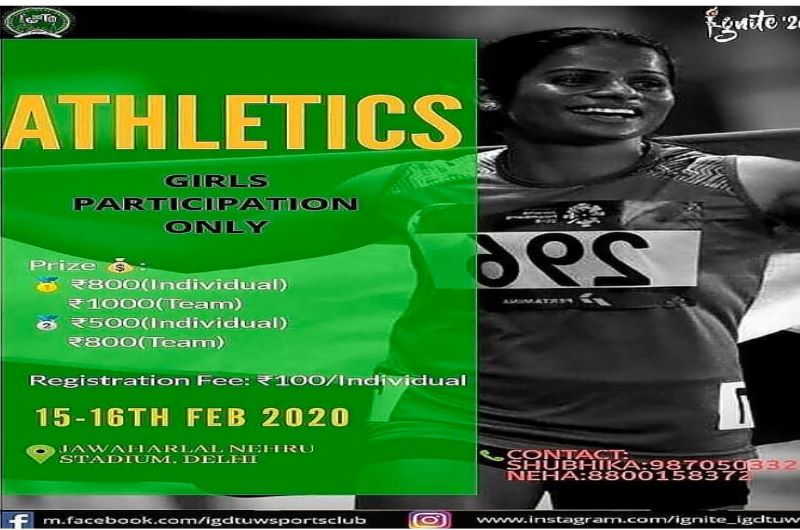 Ignite '20
ATHLETICS
GIRLS
PARTICIPATION
ONLY
Prize 💰:
🥇 ₹800(Individual)
₹1000(Team)
🥈 ₹500(Individual)
₹800(Team)
Registration Fee: ₹100/Individual
15-16TH FEB 2020
JAWAHARLAL NEHRU
STADIUM, DELHI
296
CONTACT:
SHUBHIKA:987050332
NEHA:8800158372
m.facebook.com/igdtuwsportsclub
www.instagram.com/ignite_igdtuw